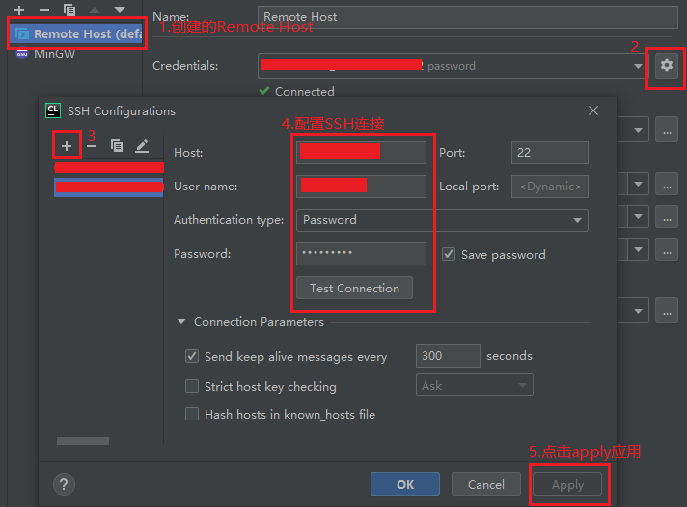 Name:
Remote Host
Remote Host (defa
1.创建的Remote Host
MinGW
2
Credentials:
2 password
Connected
CL
SSH Configurations
4.配置SSH连接
3
Host:
Port:
22
User name:
Local port:
<Dynamic>
Authentication type:
Password
Password:
•••••••••
Save password
Test Connection
Connection Parameters
Send keep alive messages every
300
seconds
Strict host key checking
Ask
Hash hosts in known_hosts file
5.点击apply应用
?
OK
Cancel
Apply